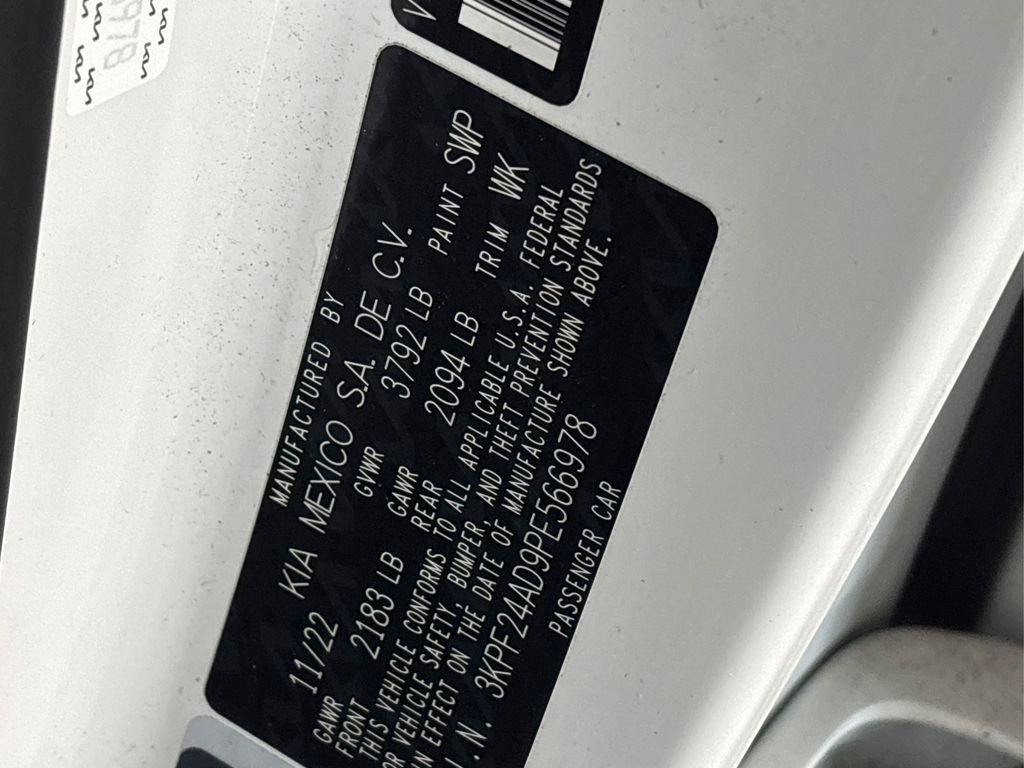 MANUFACTURED BY
11/22 KIA MEXICO S.A. DE C.V.
GVWR 3792 LB PAINT SWP
GAWR FRONT 2183 LB GAWR REAR 2094 LB TRIM WK
THIS VEHICLE CONFORMS TO ALL APPLICABLE U.S.A. FEDERAL
OR VEHICLE SAFETY, BUMPER, AND THEFT PREVENTION STANDARDS
IN EFFECT ON THE DATE OF MANUFACTURE SHOWN ABOVE.
.I.N. 3KPF24AD9PE566978
PASSENGER CAR
V
978